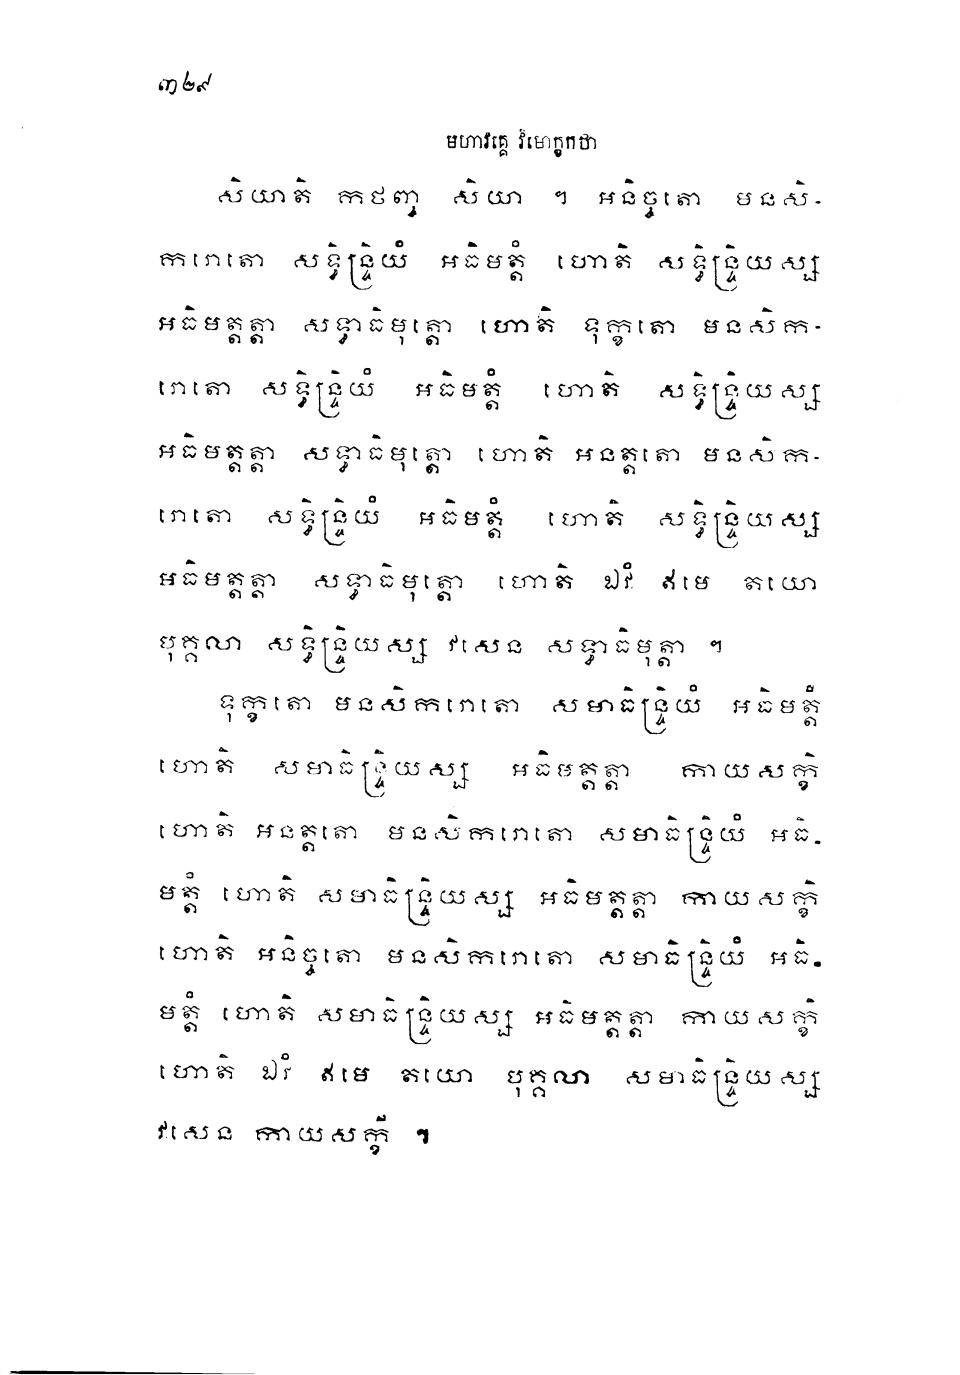 ៣២៩
មហាវគ្គេ វិមោក្ខកថា
សិយាតិ កថញ្ច សិយា ។ អនិច្ចតោ មនសិ-
ករោតោ សទ្ធិន្ទ្រិយំ អធិមត្តំ ហោតិ សទ្ធិន្ទ្រិយស្ស
អធិមត្តត្តា សទ្ធាធិមុត្តោ ហោតិ ទុក្ខតោ មនសិក-
រោតោ សទ្ធិន្ទ្រិយំ អធិមត្តំ ហោតិ សទ្ធិន្ទ្រិយស្ស
អធិមត្តត្តា សទ្ធាធិមុត្តោ ហោតិ អនត្តតោ មនសិក-
រោតោ សទ្ធិន្ទ្រិយំ អធិមត្តំ ហោតិ សទ្ធិន្ទ្រិយស្ស
អធិមត្តត្តា សទ្ធាធិមុត្តោ ហោតិ ឯវំ ឥមេ តយោ
បុគ្គលា សទ្ធិន្ទ្រិយស្ស វសេន សទ្ធាធិមុត្តា ។
ទុក្ខតោ មនសិករោតោ សមាធិន្ទ្រិយំ អធិមត្តំ
ហោតិ សមាធិន្ទ្រិយស្ស អធិមត្តត្តា កាយសក្ខិ
ហោតិ អនត្តតោ មនសិករោតោ សមាធិន្ទ្រិយំ អធិ-
មត្តំ ហោតិ សមាធិន្ទ្រិយស្ស អធិមត្តត្តា កាយសក្ខិ
ហោតិ អនិច្ចតោ មនសិករោតោ សមាធិន្ទ្រិយំ អធិ-
មត្តំ ហោតិ សមាធិន្ទ្រិយស្ស អធិមត្តត្តា កាយសក្ខិ
ហោតិ ឯវំ ឥមេ តយោ បុគ្គលា សមាធិន្ទ្រិយស្ស
វសេន កាយសក្ខី ។